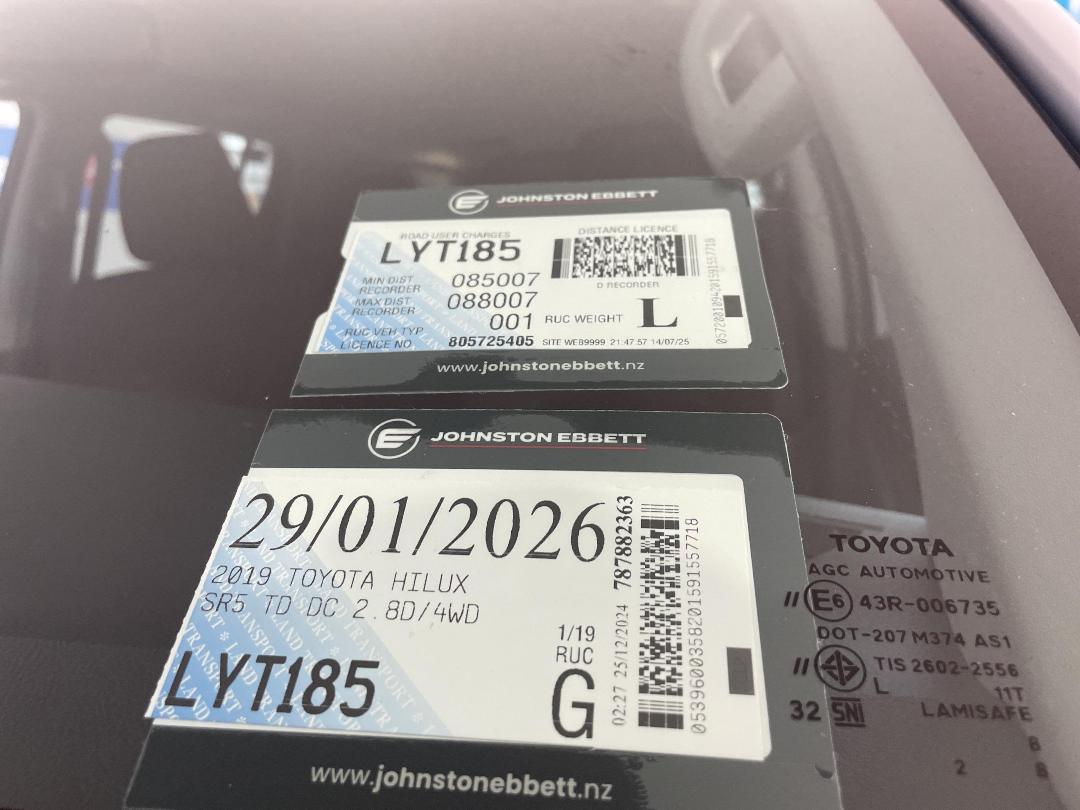 JOHNSTON EBBETT
ROAD USER CHARGES
LYT185
DISTANCE LICENCE
MIN DIST RECORDER 085007
D RECORDER
MAX DIST RECORDER 088007
001
RUC WEIGHT L
RUC VEH TYP
LICENCE NO 805725405
SITE WEB9999 21:47.57 14/07/25
0572001094201591557718
www.johnstonebbett.nz
JOHNSTON EBBETT
29/01/2026
2019 TOYOTA HILUX
SR5 TD DC 2.8D/4WD
1/19
RUC
LYT185
G
02:27 25/12/2024 787882363
05396000358201591557718
www.johnstonebbett.nz
TOYOTA
AGC AUTOMOTIVE
E6 43R-006735
DOT-207 M374 AS1
TIS 2602-2556
L 11T
32 SNI LAMISAFE
8
2 8